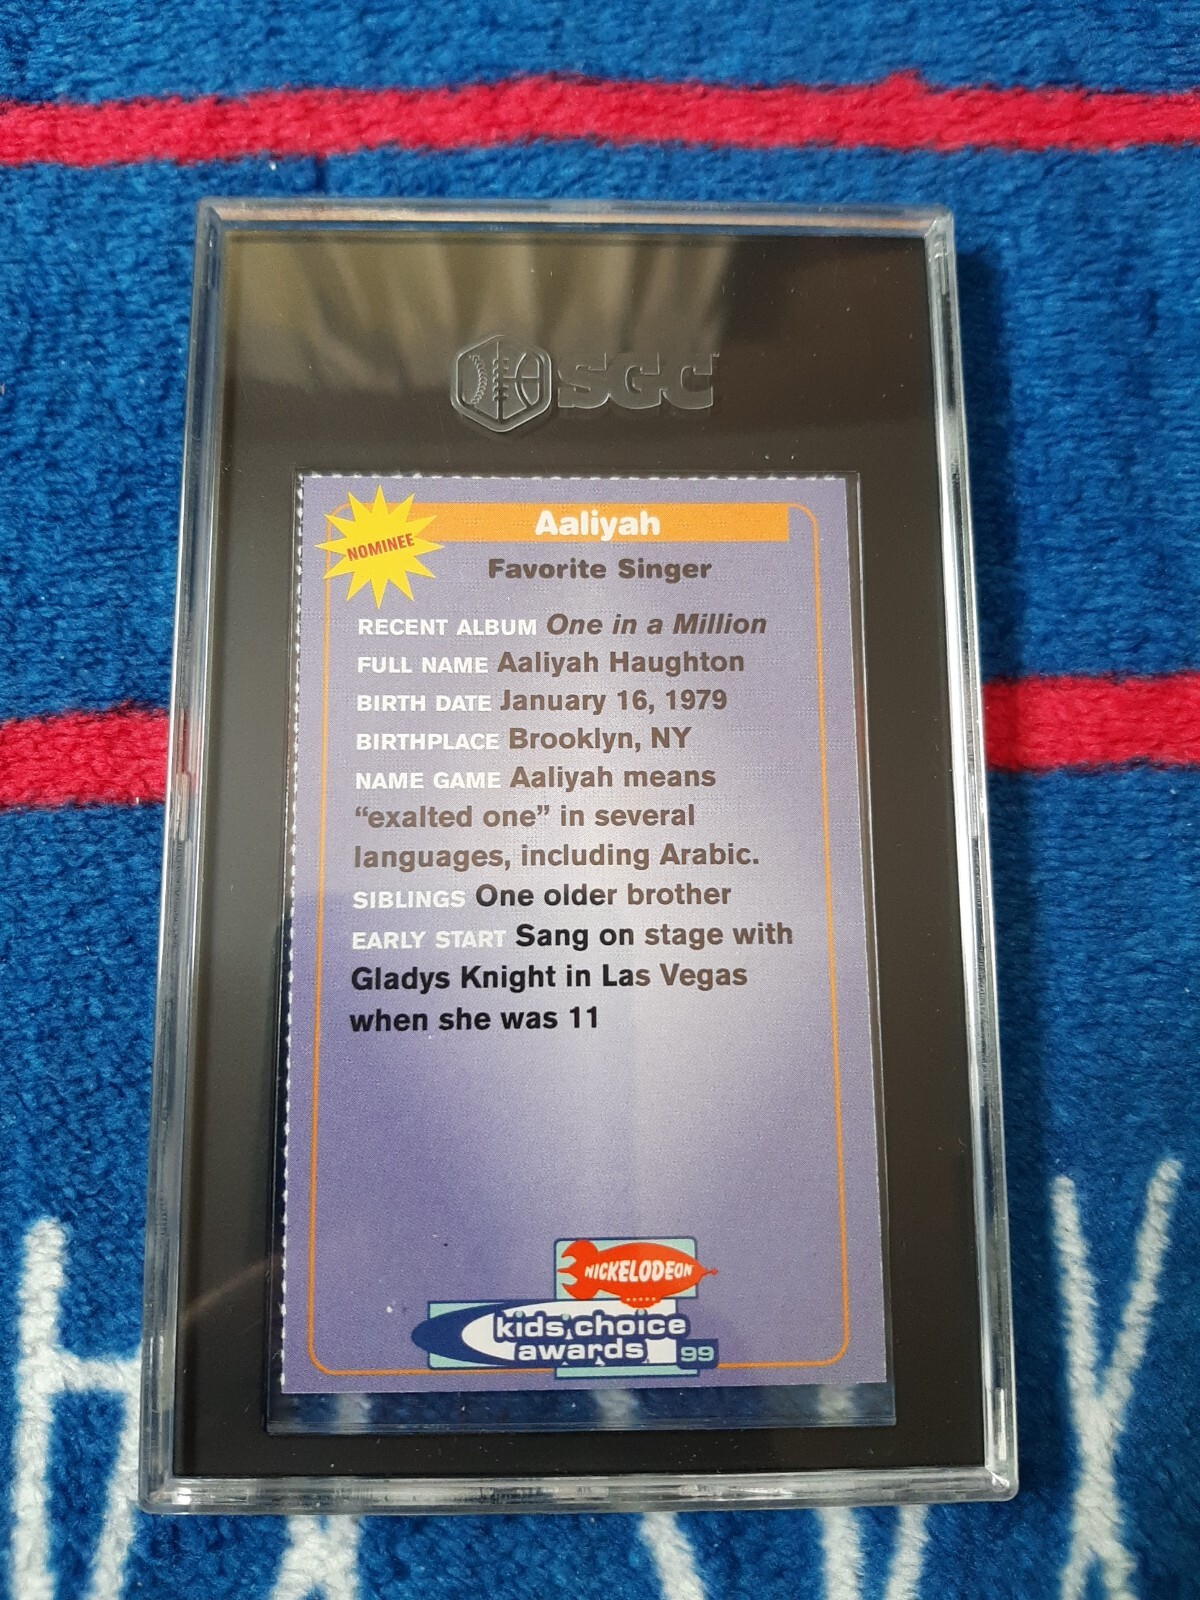 SGC
NOMINEE
Aaliyah
Favorite Singer
RECENT ALBUM One in a Million
FULL NAME Aaliyah Haughton
BIRTH DATE January 16, 1979
BIRTHPLACE Brooklyn, NY
NAME GAME Aaliyah means
“exalted one” in several
languages, including Arabic.
SIBLINGS One older brother
EARLY START Sang on stage with
Gladys Knight in Las Vegas
when she was 11
NICKELODEON
kids choice
awards 99